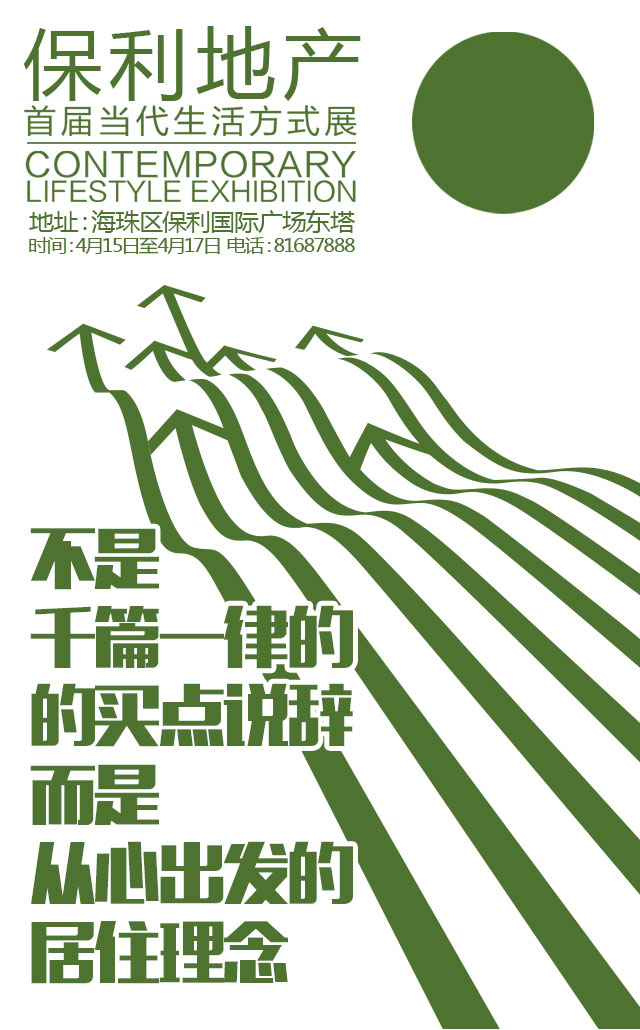 保利地产
首届当代生活方式展
CONTEMPORARY
LIFESTYLE EXHIBITION
地址:海珠区保利国际广场东塔
时间:4月15日至4月17日 电话:81687888
不是
千篇一律的
的买点说辞
而是
从心出发的
居住理念